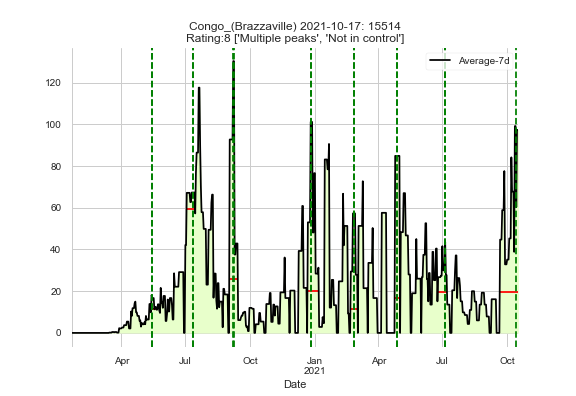 Congo_(Brazzaville) 2021-10-17: 15514
Rating:8 ['Multiple peaks', 'Not in control']
Average-7d
120
100
80
60
40
20
0
Apr Jul Oct Jan Apr Jul Oct
2021
Date